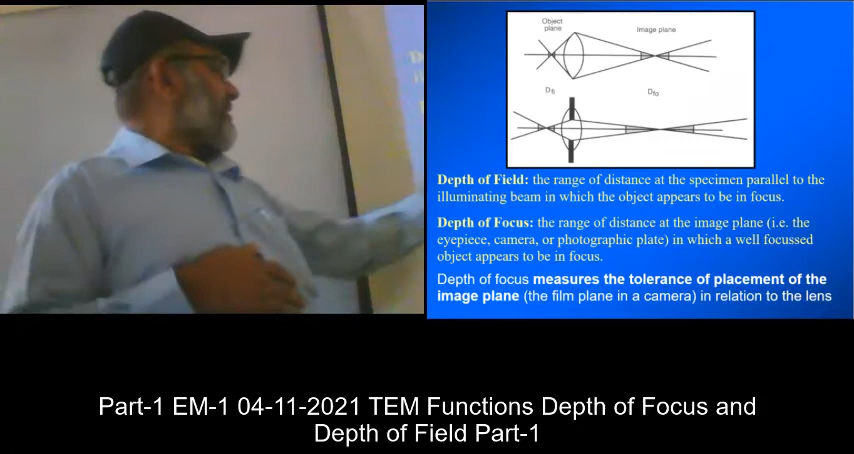 Object
plane
Image plane
Dfi
Dfo
Depth of Field: the range of distance at the specimen parallel to the
illuminating beam in which the object appears to be in focus.
Depth of Focus: the range of distance at the image plane (i.e. the
eyepiece, camera, or photographic plate) in which a well focussed
object appears to be in focus.
Depth of focus measures the tolerance of placement of the
image plane (the film plane in a camera) in relation to the lens
Part-1 EM-1 04-11-2021 TEM Functions Depth of Focus and
Depth of Field Part-1